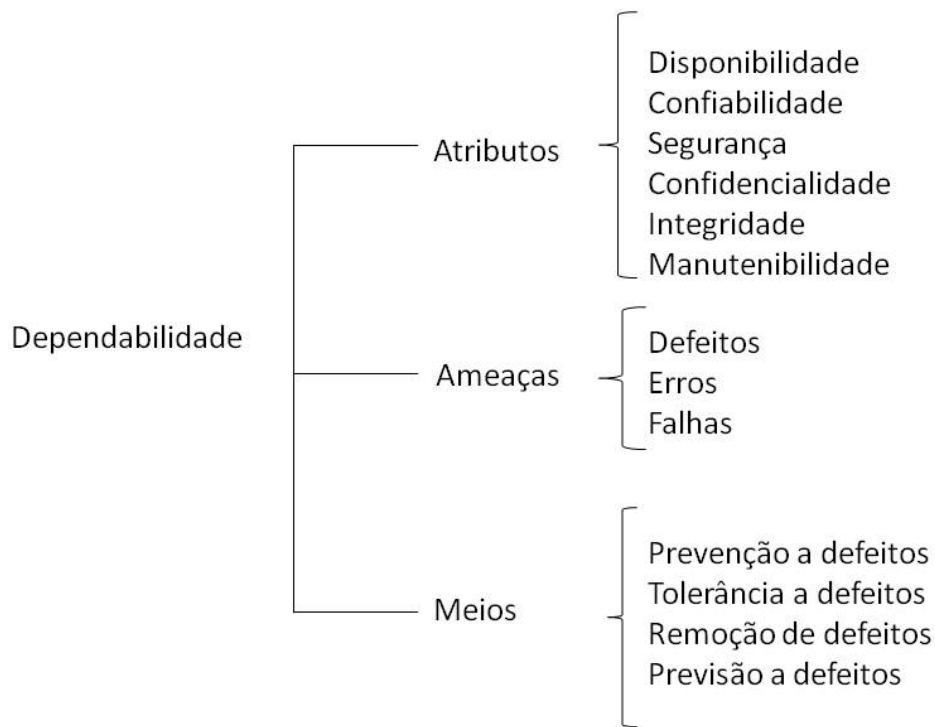 Dependabilidade
Atributos
Disponibilidade
Confiabilidade
Segurança
Confidencialidade
Integridade
Manutenibilidade
Ameaças
Defeitos
Erros
Falhas
Meios
Prevenção a defeitos
Tolerância a defeitos
Remoção de defeitos
Previsão a defeitos